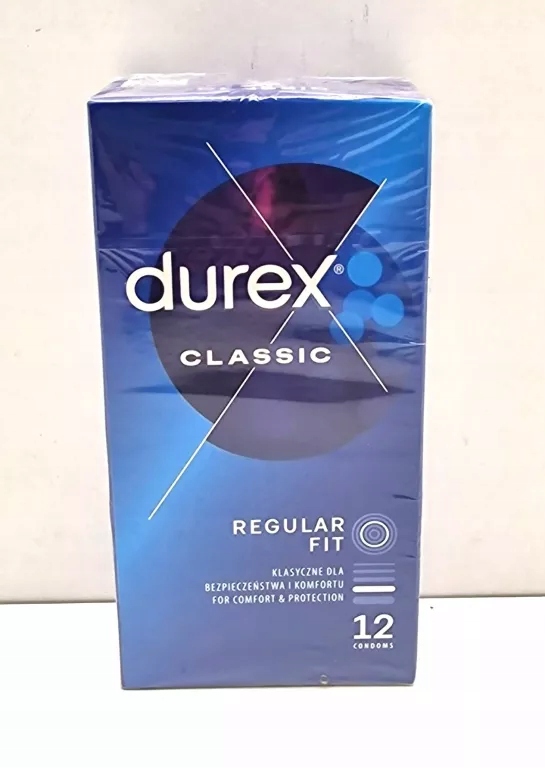 durex®
CLASSIC
REGULAR
FIT
KLASYCZNE DLA
BEZPIECZEŃSTWA I KOMFORTU
FOR COMFORT & PROTECTION
12
CONDOMS